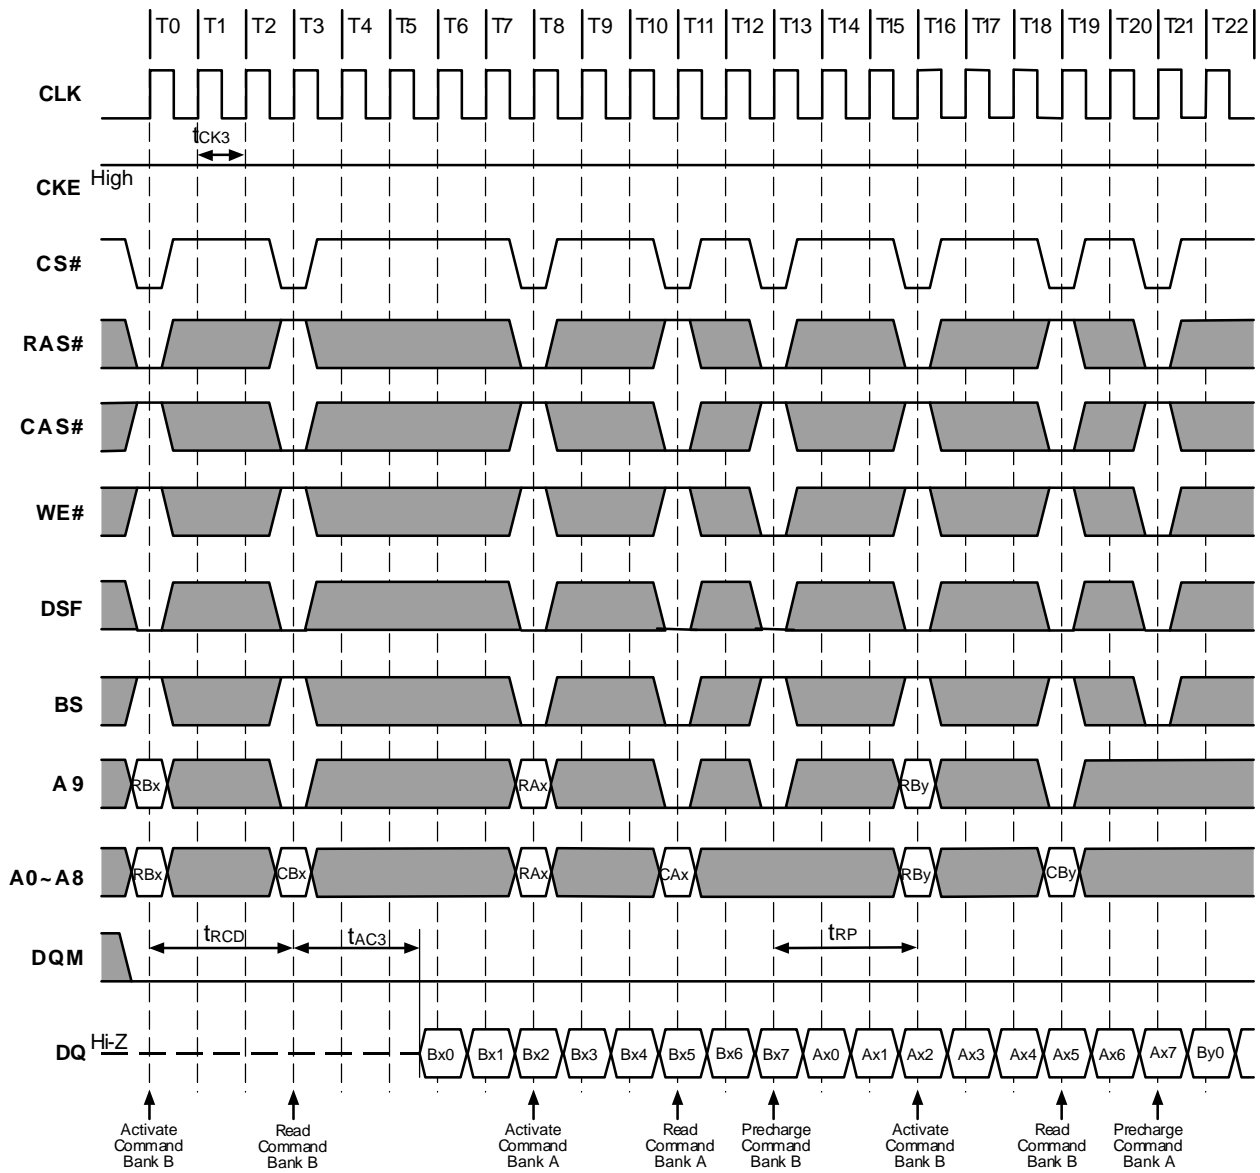 T0 T1 T2 T3 T4 T5 T6 T7 T8 T9 T10 T11 T12 T13 T14 T15 T16 T17 T18 T19 T20 T21 T22
CLK
tCK3
High
CKE
CS#
RAS#
CAS#
WE#
DSF
BS
A9 RBx RAx RBy
A0~A8 RBx CBx RAx CAx RBy CBy
tRCD tAC3 tRP
DQM
Hi-Z
DQ Bx0 Bx1 Bx2 Bx3 Bx4 Bx5 Bx6 Bx7 Ax0 Ax1 Ax2 Ax3 Ax4 Ax5 Ax6 Ax7 By0
Activate Command Bank B
Read Command Bank B
Activate Command Bank A
Read Command Bank A
Precharge Command Bank B
Activate Command Bank B
Read Command Bank B
Precharge Command Bank A